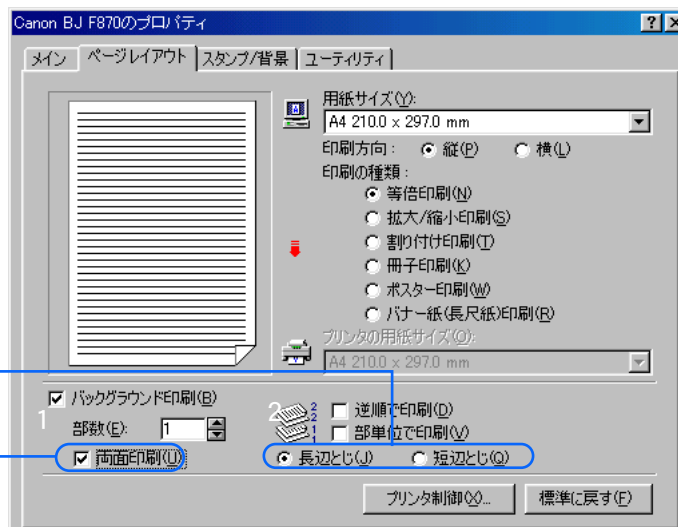 Canon BJ F870のプロパティ
メイン ページレイアウト スタンプ/背景 ユーティリティ
用紙サイズ(Y):
A4 210.0 x 297.0 mm
印刷方向: 縦(P) 横(L)
印刷の種類:
等倍印刷(N)
拡大/縮小印刷(S)
割り付け印刷(T)
冊子印刷(K)
ポスター印刷(W)
バナー紙(長尺紙)印刷(R)
プリンタの用紙サイズ(O):
A4 210.0 x 297.0 mm
バックグラウンド印刷(B)
1 部数(E): 1
両面印刷(U)
2 逆順で印刷(D)
部単位で印刷(V)
長辺とじ(J) 短辺とじ(Q)
プリンタ制御(X)... 標準に戻す(F)